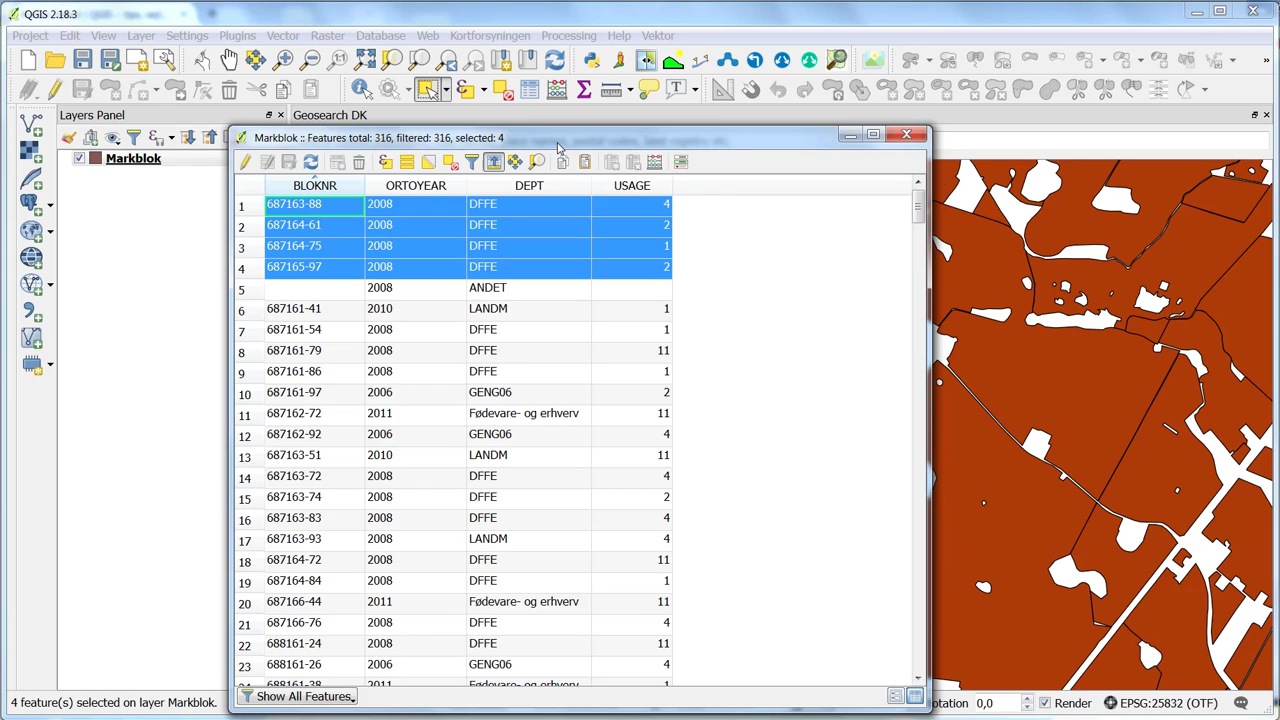 QGIS 2.18.3
Project Edit View Layer Settings Plugins Vector Raster Database Web Kortforsyningen Processing Help Vektor
Layers Panel
Geosearch DK
Markblok
Markblok :: Features total: 316, filtered: 316, selected: 4
BLOKNR ORTOYEAR DEPT USAGE
1 687163-88 2008 DFFE 4
2 687164-61 2008 DFFE 2
3 687164-75 2008 DFFE 1
4 687165-97 2008 DFFE 2
5 2008 ANDET
6 687161-41 2010 LANDM 1
7 687161-54 2008 DFFE 1
8 687161-79 2008 DFFE 11
9 687161-86 2008 DFFE 1
10 687161-97 2006 GENG06 2
11 687162-72 2011 Fødevare- og erhverv 11
12 687162-92 2006 GENG06 4
13 687163-51 2010 LANDM 11
14 687163-72 2008 DFFE 4
15 687163-74 2008 DFFE 2
16 687163-83 2008 DFFE 4
17 687163-93 2008 LANDM 4
18 687164-72 2008 DFFE 11
19 687164-84 2008 DFFE 1
20 687166-44 2011 Fødevare- og erhverv 11
21 687166-76 2008 DFFE 4
22 688161-24 2008 DFFE 11
23 688161-26 2006 GENG06 4
688161-38 2011 Fødevare- og erhverv 1
Show All Features
4 feature(s) selected on layer Markblok.
otation 0,0 Render EPSG:25832 (OTF)